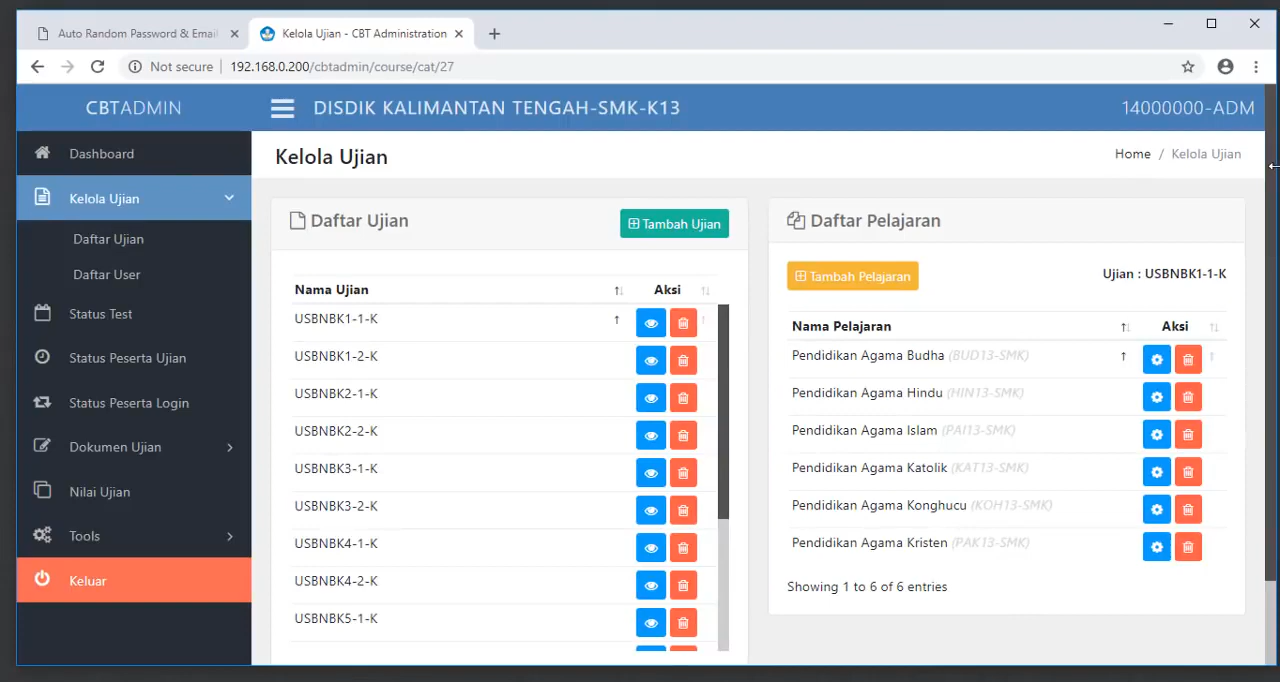 Auto Random Password & Email
Kelola Ujian - CBT Administration
Not secure
192.168.0.200/cbtadmin/course/cat/27
CBTADMIN
DISDIK KALIMANTAN TENGAH-SMK-K13
14000000-ADM
Dashboard
Kelola Ujian
Daftar Ujian
Daftar User
Status Test
Status Peserta Ujian
Status Peserta Login
Dokumen Ujian
Nilai Ujian
Tools
Keluar
Kelola Ujian
Home / Kelola Ujian
Daftar Ujian
Tambah Ujian
Nama Ujian Aksi
USBNBK1-1-K
USBNBK1-2-K
USBNBK2-1-K
USBNBK2-2-K
USBNBK3-1-K
USBNBK3-2-K
USBNBK4-1-K
USBNBK4-2-K
USBNBK5-1-K
Daftar Pelajaran
Tambah Pelajaran
Ujian : USBNBK1-1-K
Nama Pelajaran Aksi
Pendidikan Agama Budha (BUD13-SMK)
Pendidikan Agama Hindu (HIN13-SMK)
Pendidikan Agama Islam (PAI13-SMK)
Pendidikan Agama Katolik (KAT13-SMK)
Pendidikan Agama Konghucu (KOH13-SMK)
Pendidikan Agama Kristen (PAK13-SMK)
Showing 1 to 6 of 6 entries